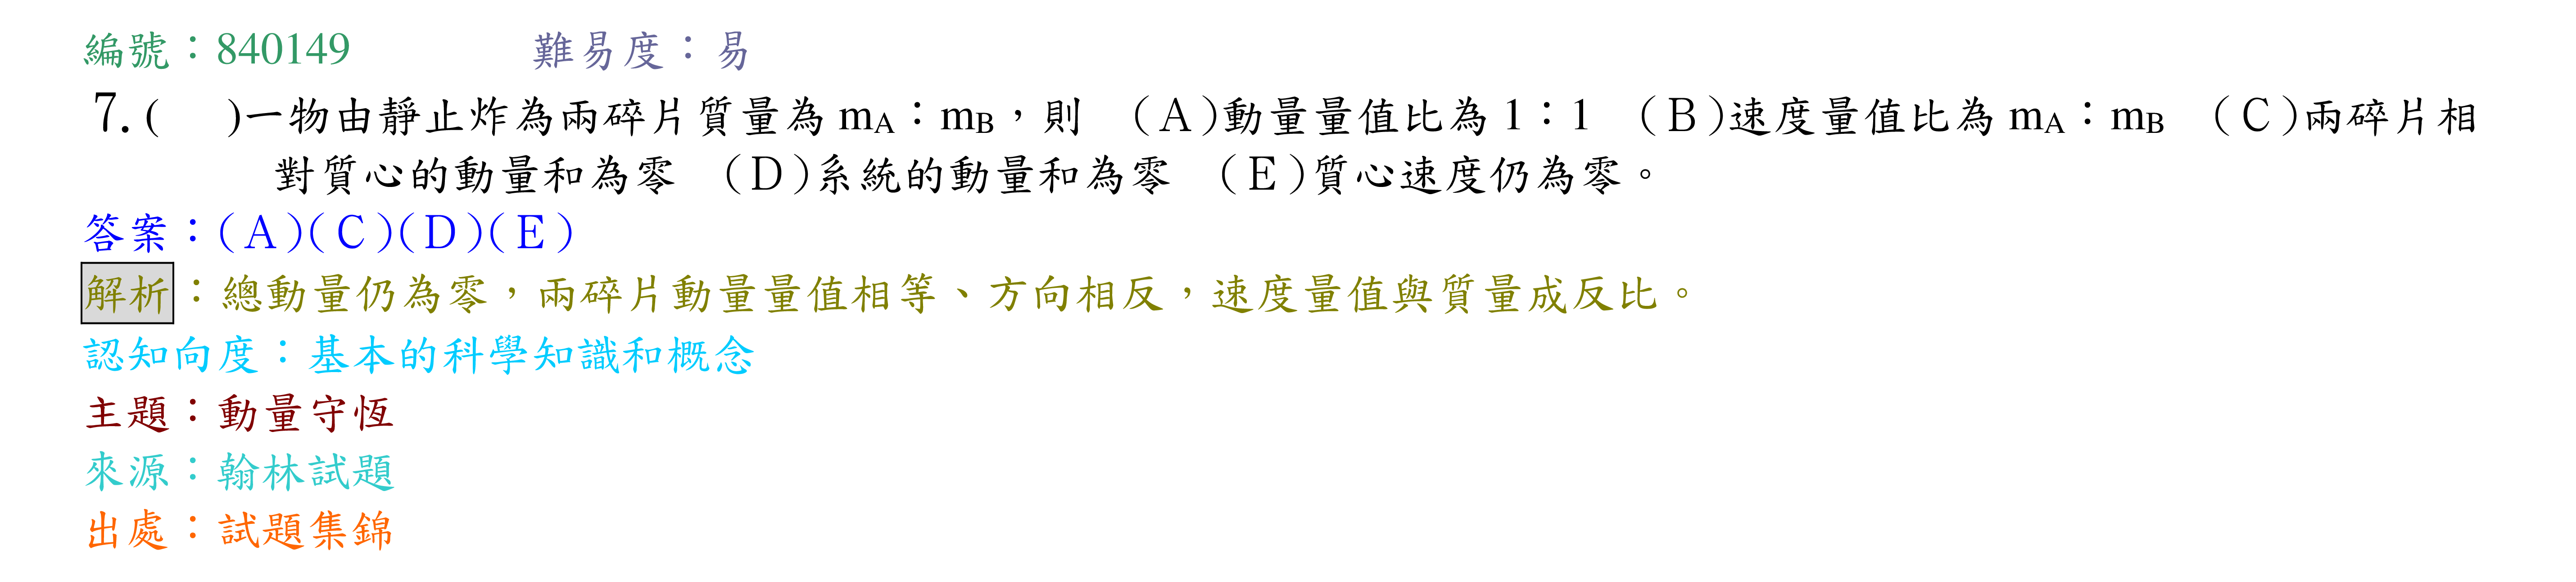 編號：840149 難易度：易
7.( )一物由靜止炸為兩碎片質量為 mA：mB，則 (A)動量量值比為 1：1 (B)速度量值比為 mA：mB (C)兩碎片相
對質心的動量和為零 (D)系統的動量和為零 (E)質心速度仍為零。
答案：(A)(C)(D)(E)
解析：總動量仍為零，兩碎片動量量值相等、方向相反，速度量值與質量成反比。
認知向度：基本的科學知識和概念
主題：動量守恆
來源：翰林試題
出處：試題集錦